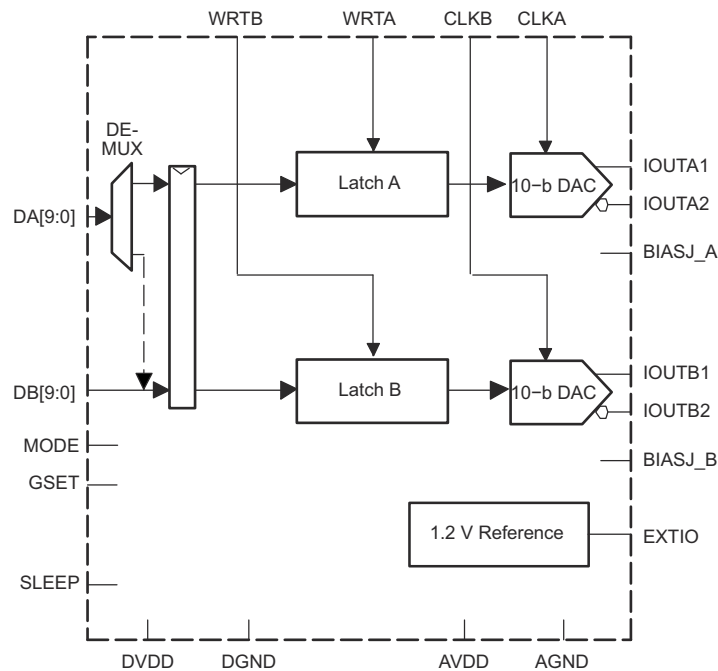 WRTB WRTA CLKB CLKA
DE-
MUX
Latch A
10−b DAC
IOUTA1
DA[9:0]
IOUTA2
BIASJ_A
IOUTB1
DB[9:0]
Latch B
10−b DAC
IOUTB2
MODE
BIASJ_B
GSET
1.2 V Reference
EXTIO
SLEEP
DVDD DGND AVDD AGND